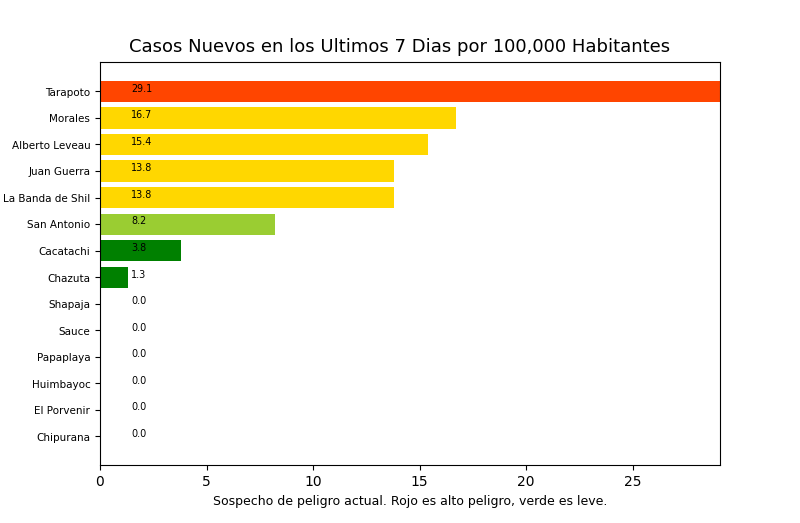 Casos Nuevos en los Ultimos 7 Dias por 100,000 Habitantes
Tarapoto 29.1
Morales 16.7
Alberto Leveau 15.4
Juan Guerra 13.8
La Banda de Shil 13.8
San Antonio 8.2
Cacatachi 3.8
Chazuta 1.3
Shapaja 0.0
Sauce 0.0
Papaplaya 0.0
Huimbayoc 0.0
El Porvenir 0.0
Chipurana 0.0
0 5 10 15 20 25
Sospecho de peligro actual. Rojo es alto peligro, verde es leve.